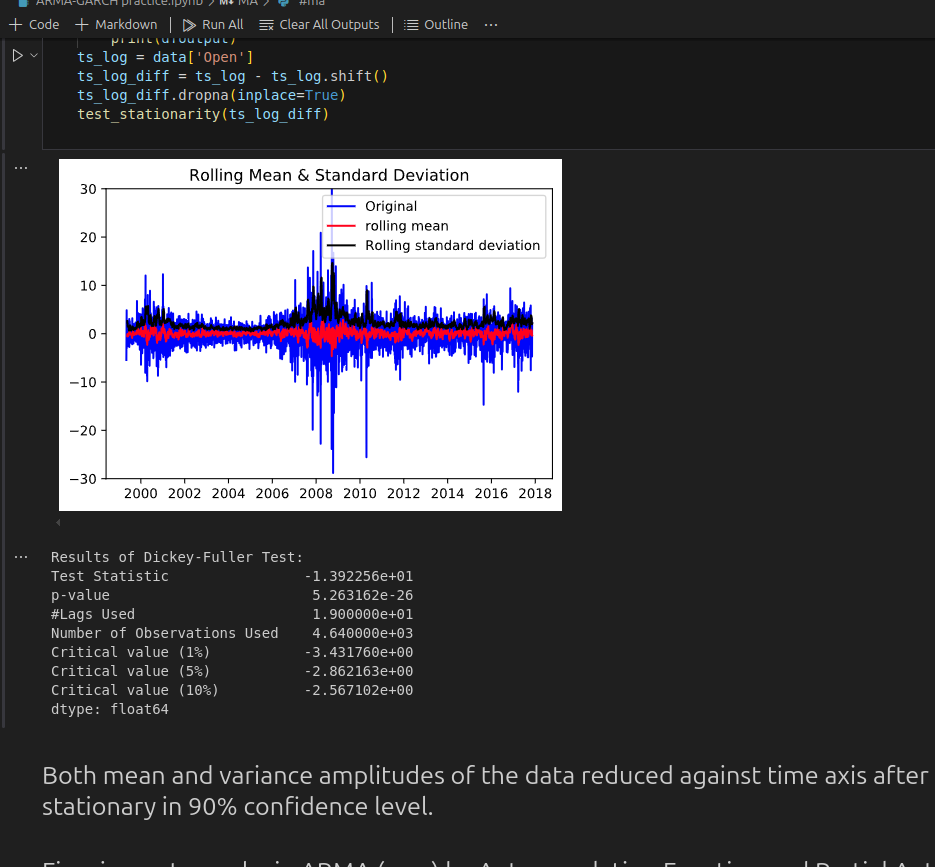 ARMA-GARCH practice.ipynb > M↓ MA > #ma
+ Code + Markdown | Run All Clear All Outputs | Outline ...
print(dfoutput)
ts_log = data['Open']
ts_log_diff = ts_log - ts_log.shift()
ts_log_diff.dropna(inplace=True)
test_stationarity(ts_log_diff)
Rolling Mean & Standard Deviation
30
20
10
0
−10
−20
−30
Original
rolling mean
Rolling standard deviation
2000 2002 2004 2006 2008 2010 2012 2014 2016 2018
Results of Dickey-Fuller Test:
Test Statistic -1.392256e+01
p-value 5.263162e-26
#Lags Used 1.900000e+01
Number of Observations Used 4.640000e+03
Critical value (1%) -3.431760e+00
Critical value (5%) -2.862163e+00
Critical value (10%) -2.567102e+00
dtype: float64
Both mean and variance amplitudes of the data reduced against time axis after
stationary in 90% confidence level.